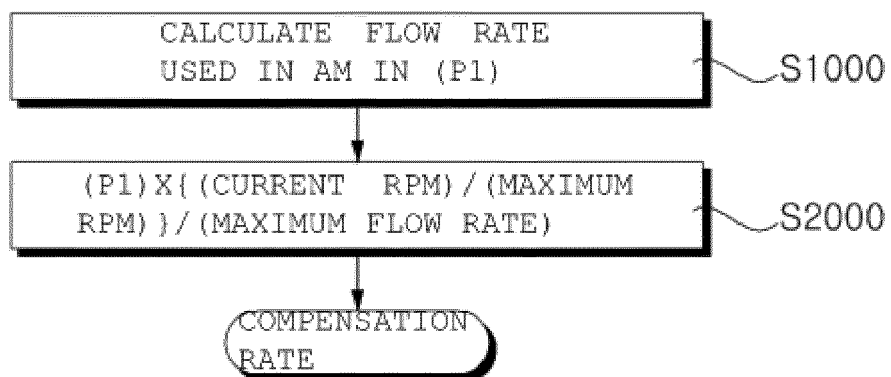 CALCULATE FLOW RATE
USED IN AM IN (P1)
S1000
(P1)X{(CURRENT RPM)/(MAXIMUM
RPM)}/(MAXIMUM FLOW RATE)
S2000
COMPENSATION
RATE